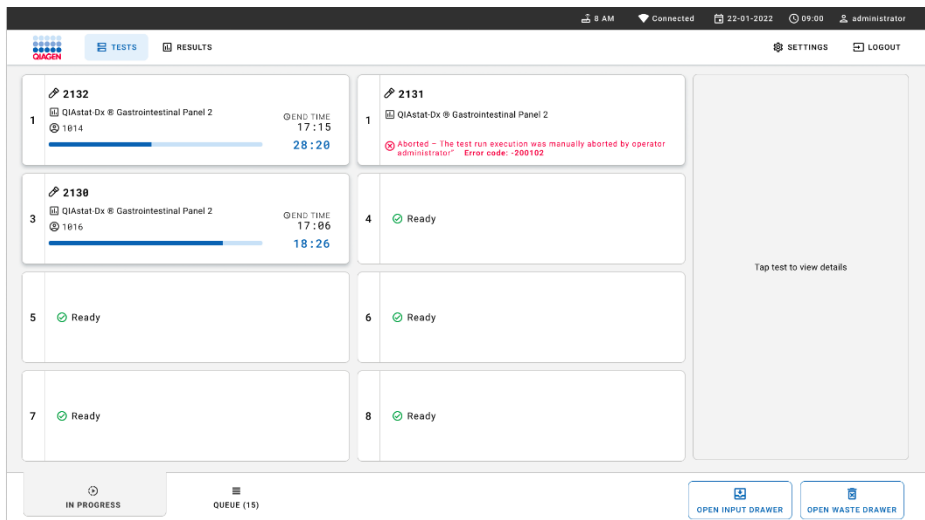 8 AM Connected 22-01-2022 09:00 administrator
QIAGEN TESTS RESULTS SETTINGS LOGOUT
1
2132
QIAstat-Dx ® Gastrointestinal Panel 2
1014
END TIME
17:15
28:20
1
2131
QIAstat-Dx ® Gastrointestinal Panel 2
Aborted – The test run execution was manually aborted by operator
administrator" Error code: -200102
3
2130
QIAstat-Dx ® Gastrointestinal Panel 2
1016
END TIME
17:06
18:26
4 Ready
Tap test to view details
5 Ready
6 Ready
7 Ready
8 Ready
IN PROGRESS
QUEUE (15)
OPEN INPUT DRAWER
OPEN WASTE DRAWER